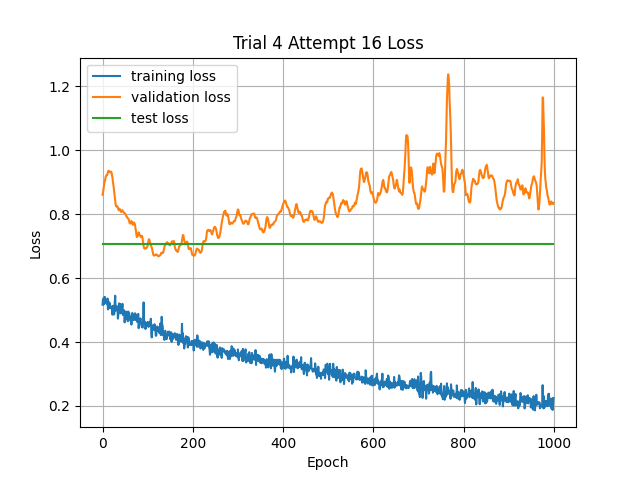 Trial 4 Attempt 16 Loss
training loss
validation loss
test loss
1.2
1.0
0.8
0.6
0.4
0.2
Loss
0
200
400
600
800
1000
Epoch